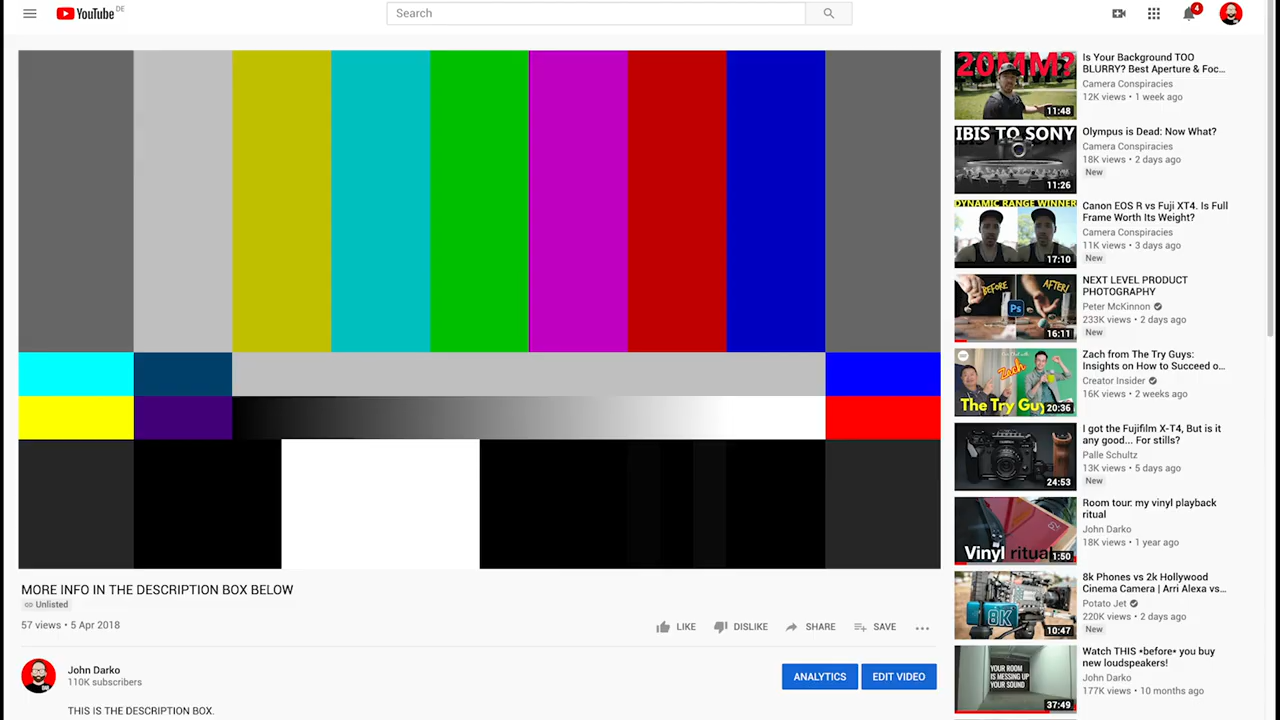 YouTube DE
Search
4
MORE INFO IN THE DESCRIPTION BOX BELOW
Unlisted
57 views • 5 Apr 2018
LIKE
DISLIKE
SHARE
SAVE
John Darko
110K subscribers
ANALYTICS
EDIT VIDEO
THIS IS THE DESCRIPTION BOX.
20MM?
11:48
Is Your Background TOO
BLURRY? Best Aperture & Foc...
Camera Conspiracies
12K views • 1 week ago
IBIS TO SONY
11:26
Olympus is Dead: Now What?
Camera Conspiracies
18K views • 2 days ago
New
DYNAMIC RANGE WINNER
17:10
Canon EOS R vs Fuji XT4. Is Full
Frame Worth Its Weight?
Camera Conspiracies
11K views • 3 days ago
New
BEFORE
AFTER!
Ps
16:11
NEXT LEVEL PRODUCT
PHOTOGRAPHY
Peter McKinnon
233K views • 2 days ago
New
Zach
The Try Guy
20:36
Zach from The Try Guys:
Insights on How to Succeed o...
Creator Insider
16K views • 2 weeks ago
24:53
I got the Fujifilm X-T4, But is it
any good... For stills?
Palle Schultz
13K views • 5 days ago
New
Vinyl ritual
1:50
Room tour: my vinyl playback
ritual
John Darko
18K views • 1 year ago
8K
10:47
8k Phones vs 2k Hollywood
Cinema Camera | Arri Alexa vs...
Potato Jet
220K views • 2 days ago
New
YOUR ROOM
IS MESSING UP
YOUR SOUND
37:49
Watch THIS *before* you buy
new loudspeakers!
John Darko
177K views • 10 months ago